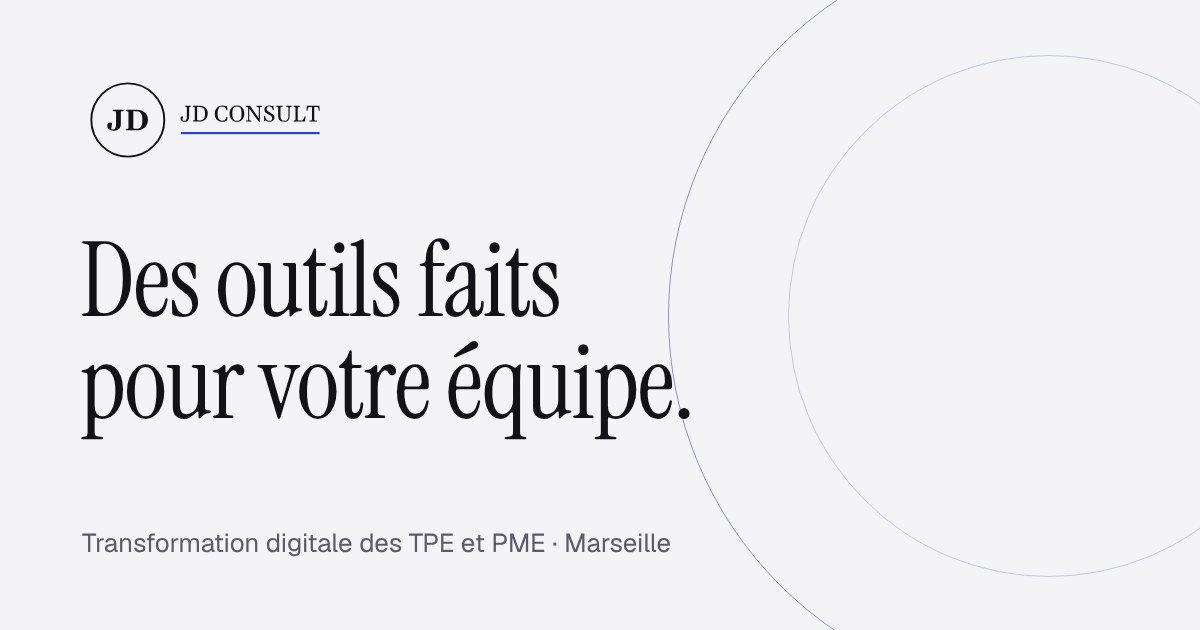 JD
JD CONSULT
Des outils faits
pour votre équipe.
Transformation digitale des TPE et PME · Marseille